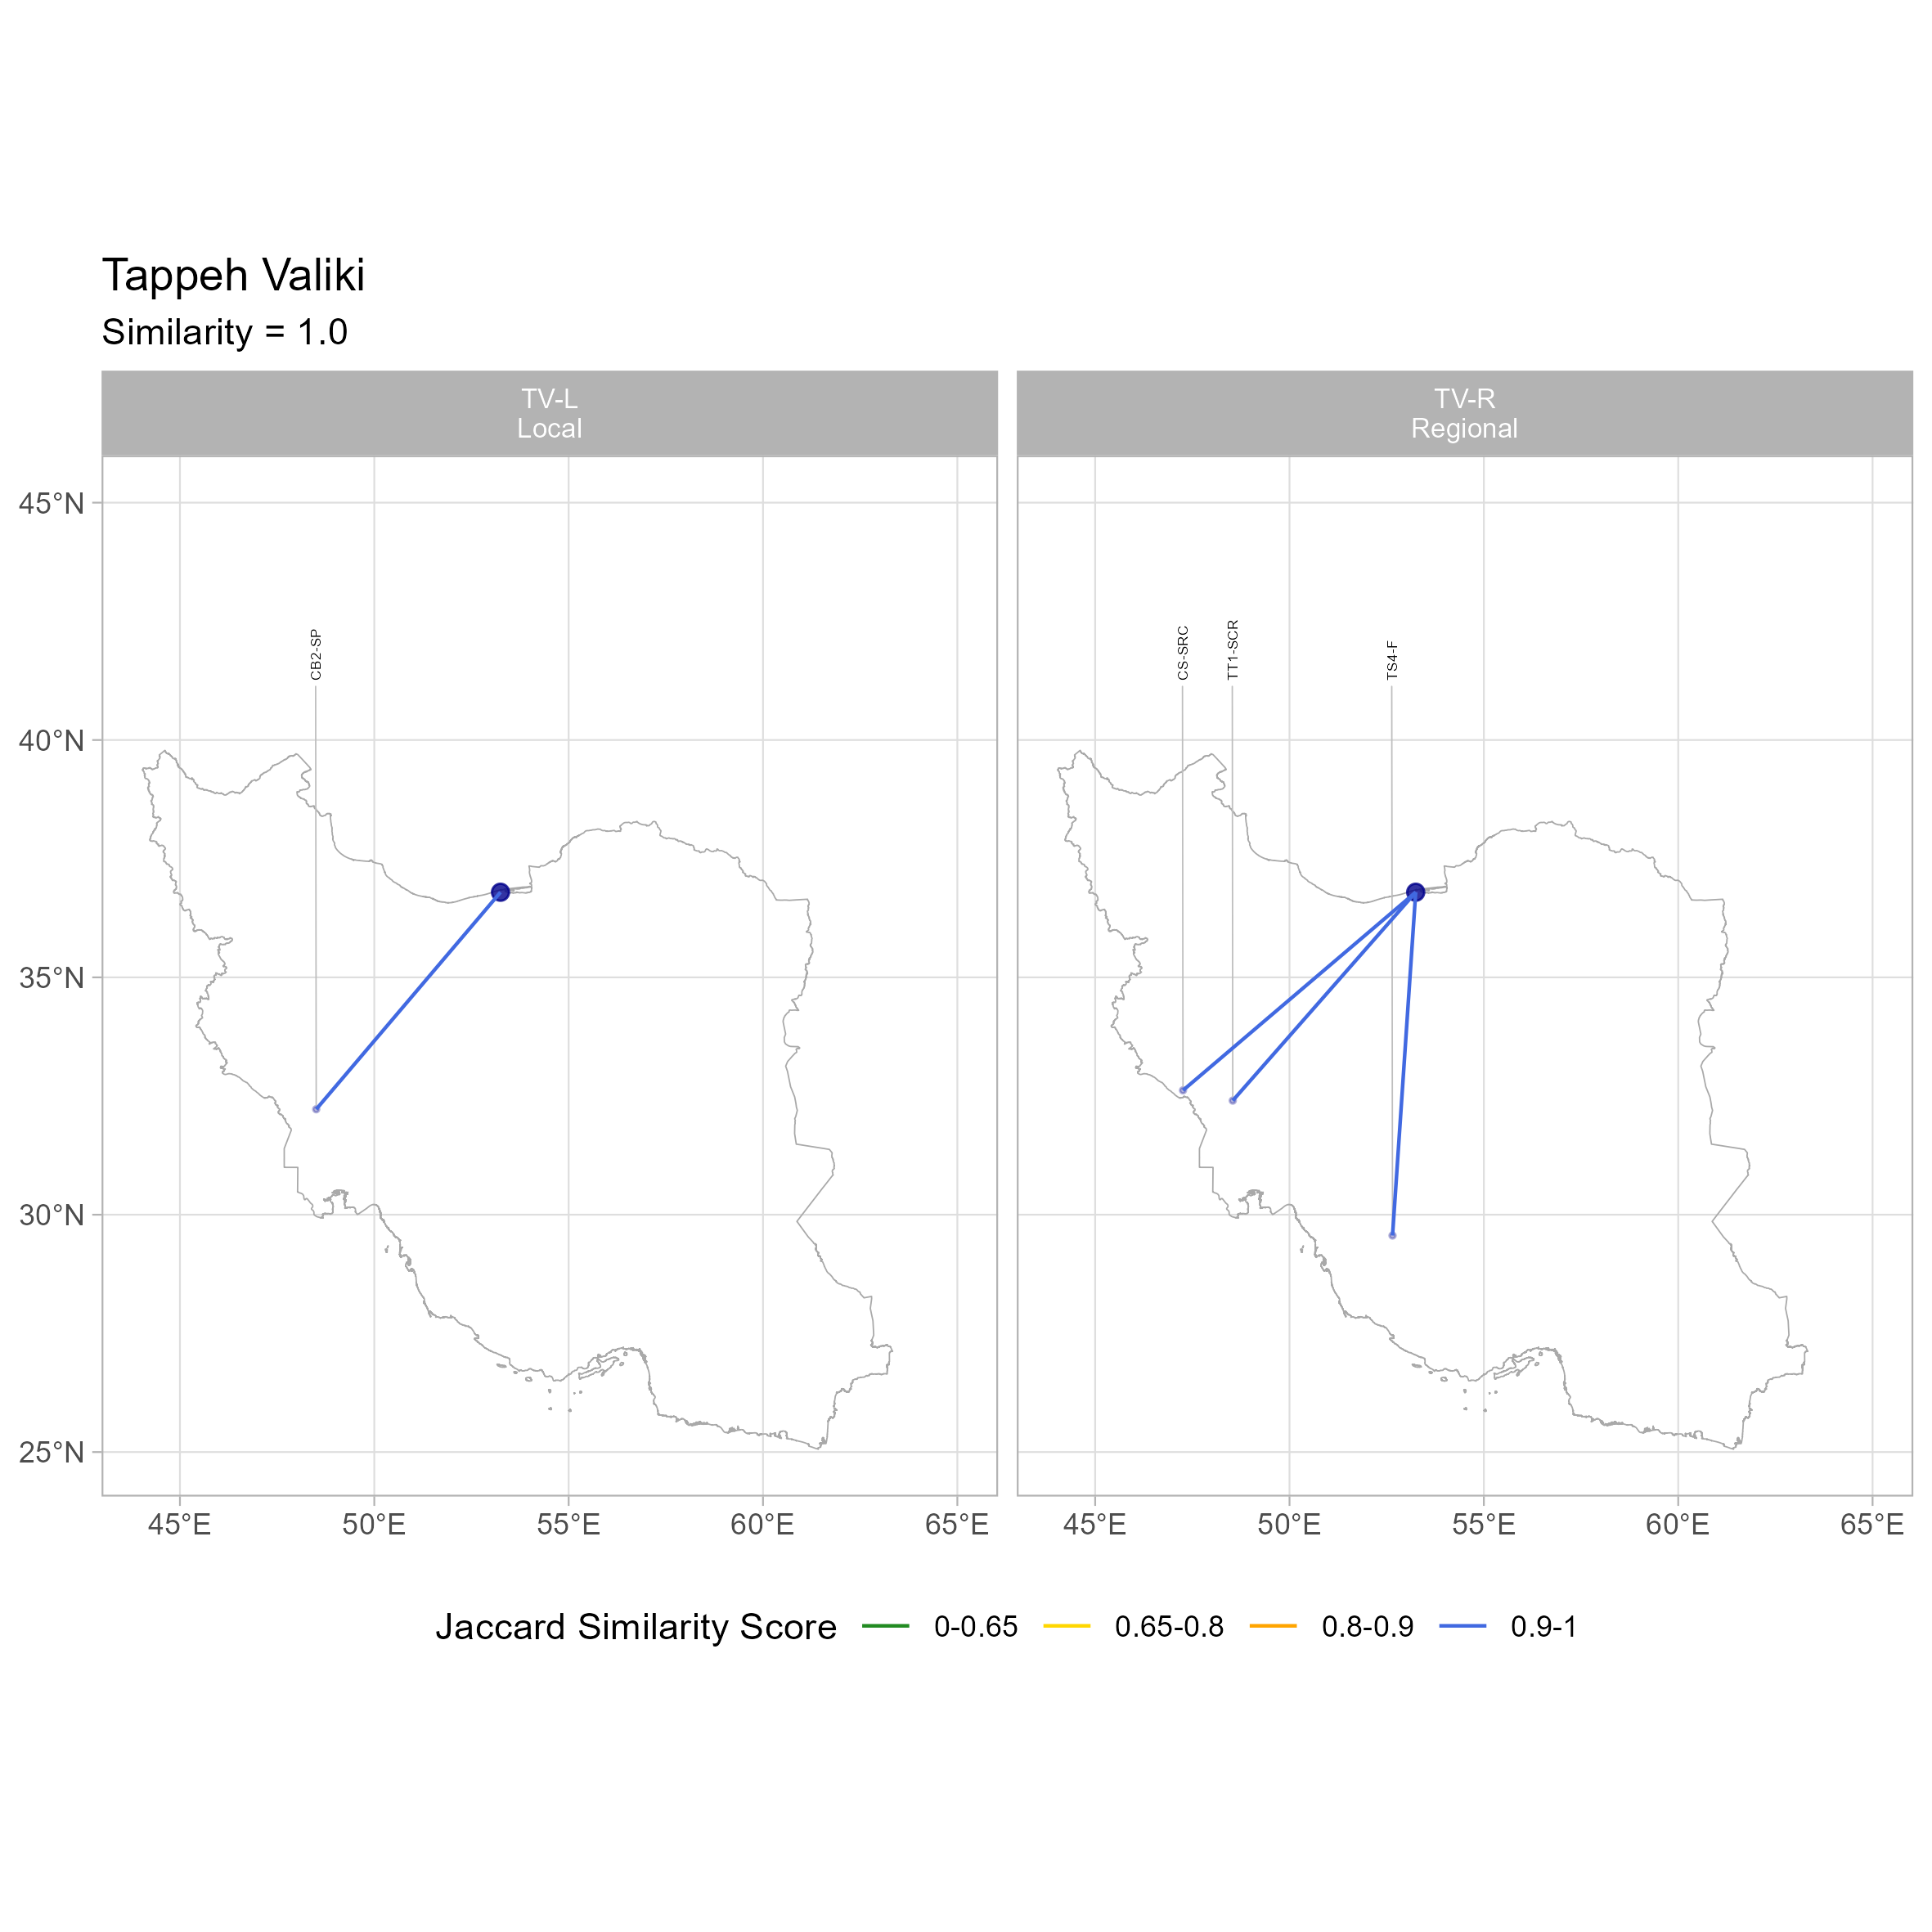 Tappeh Valiki
Similarity = 1.0
TV-L
Local
TV-R
Regional
CB2-SP
CS-SRC
TT1-SCR
TS4-F
45°N
40°N
35°N
30°N
25°N
45°E 50°E 55°E 60°E 65°E
45°E 50°E 55°E 60°E 65°E
Jaccard Similarity Score 0-0.65 0.65-0.8 0.8-0.9 0.9-1